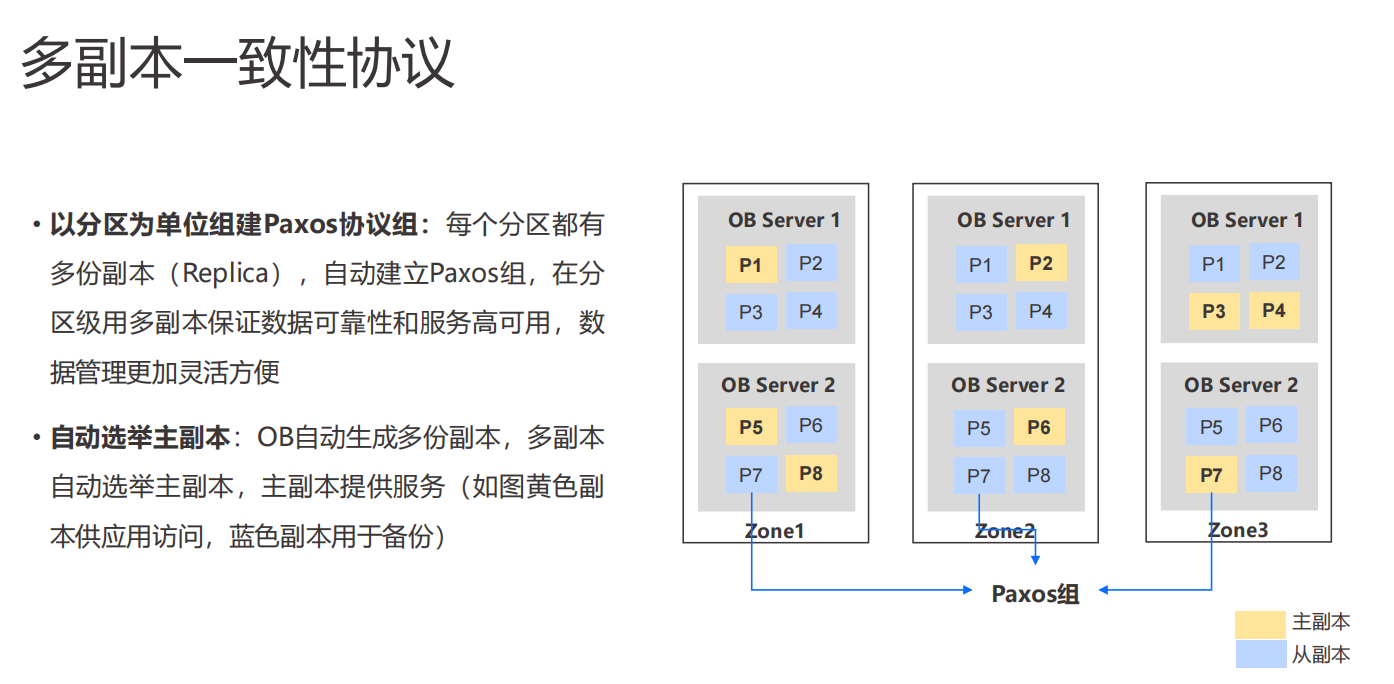 多副本一致性协议
• 以分区为单位组建Paxos协议组：每个分区都有
多份副本（Replica），自动建立Paxos组，在分
区级用多副本保证数据可靠性和服务高可用，数
据管理更加灵活方便
• 自动选举主副本：OB自动生成多份副本，多副本
自动选举主副本，主副本提供服务（如图黄色副
本供应用访问，蓝色副本用于备份）
OB Server 1
P1 P2
P3 P4
OB Server 2
P5 P6
P7 P8
Zone1
OB Server 1
P1 P2
P3 P4
OB Server 2
P5 P6
P7 P8
Zone2
OB Server 1
P1 P2
P3 P4
OB Server 2
P5 P6
P7 P8
Zone3
Paxos组
主副本
从副本